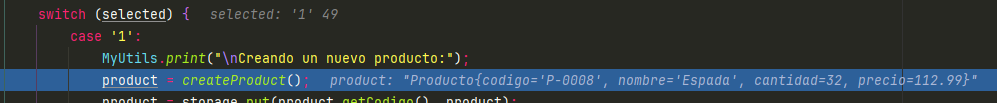 switch (selected) {   selected: '1' 49
case '1':
MyUtils.print("\nCreando un nuevo producto:");
product = createProduct();   product: "Producto{codigo='P-0008', nombre='Espada', cantidad=32, precio=112.99}"
product = storage.put(product.getCodigo(), product);